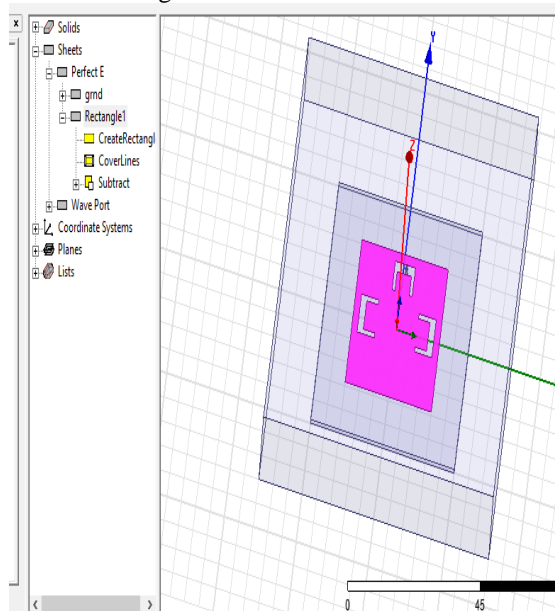 Solids
Sheets
Perfect E
grnd
Rectangle1
CreateRectangl
CoverLines
Subtract
Wave Port
Coordinate Systems
Planes
Lists
Y
Z
0
45